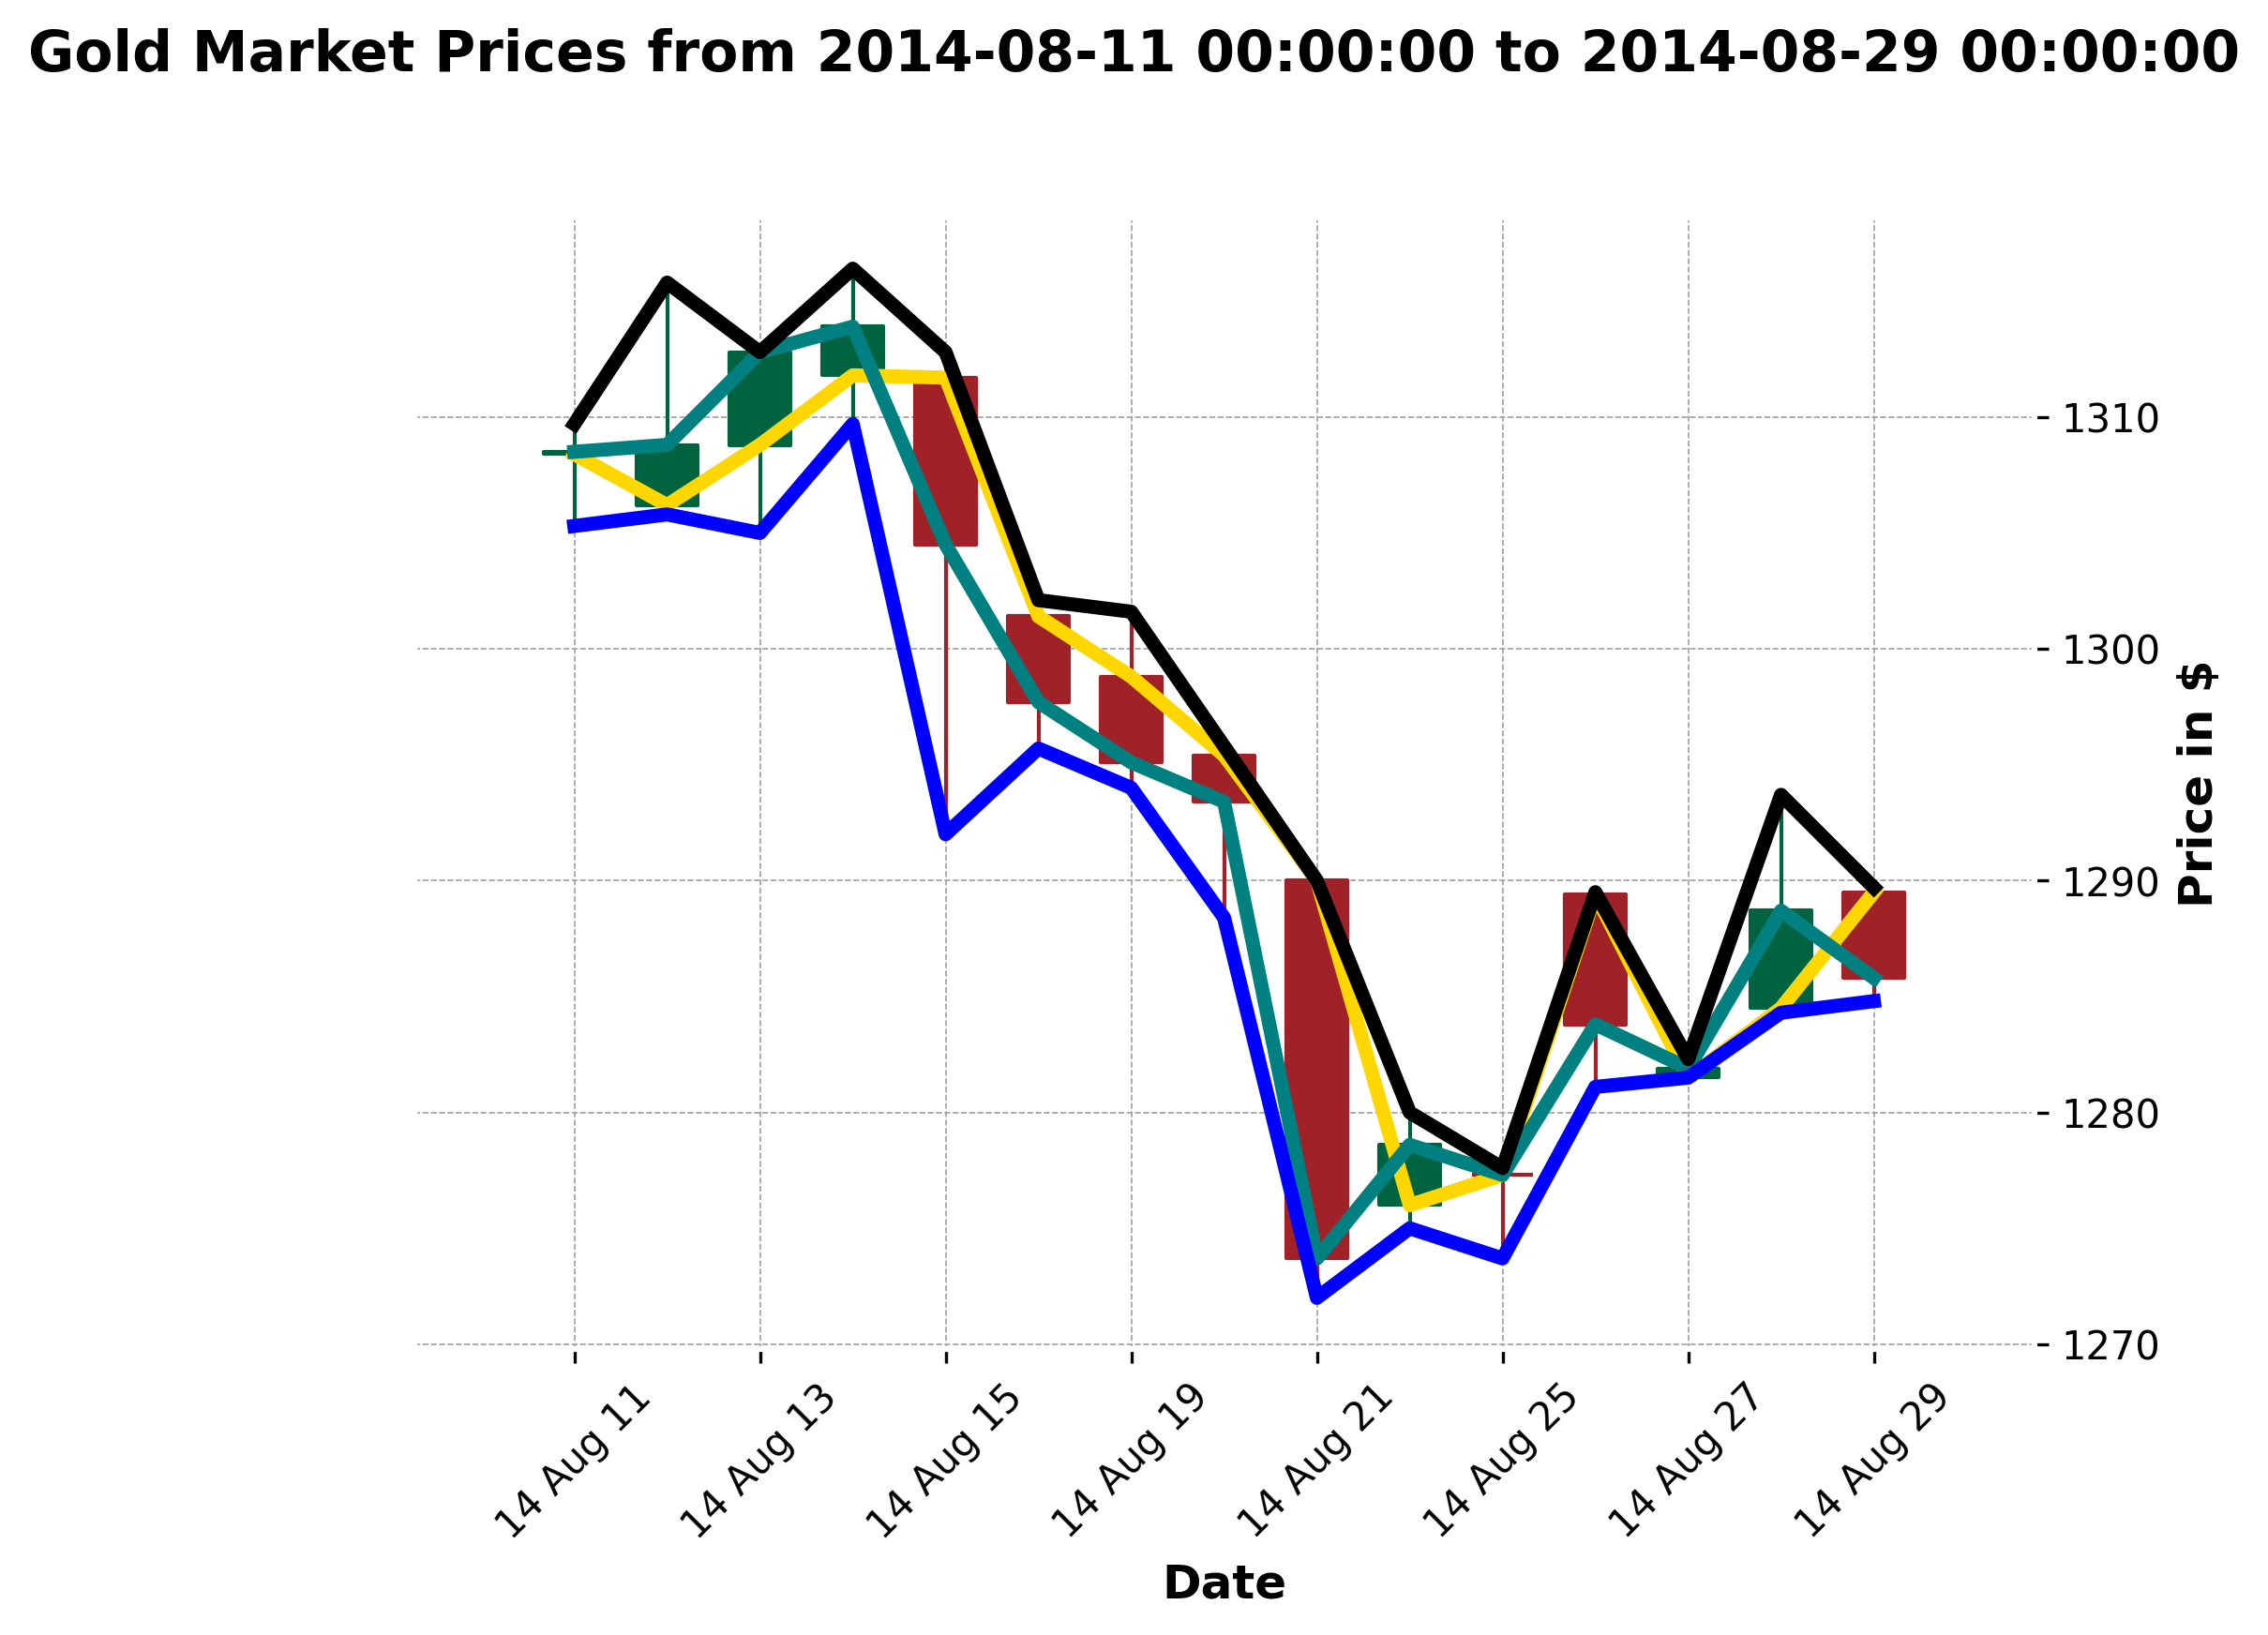 Gold Market Prices from 2014-08-11 00:00:00 to 2014-08-29 00:00:00
1310
1300
1290
1280
1270
Price in $
14 Aug 11
14 Aug 13
14 Aug 15
14 Aug 19
14 Aug 21
14 Aug 25
14 Aug 27
14 Aug 29
Date